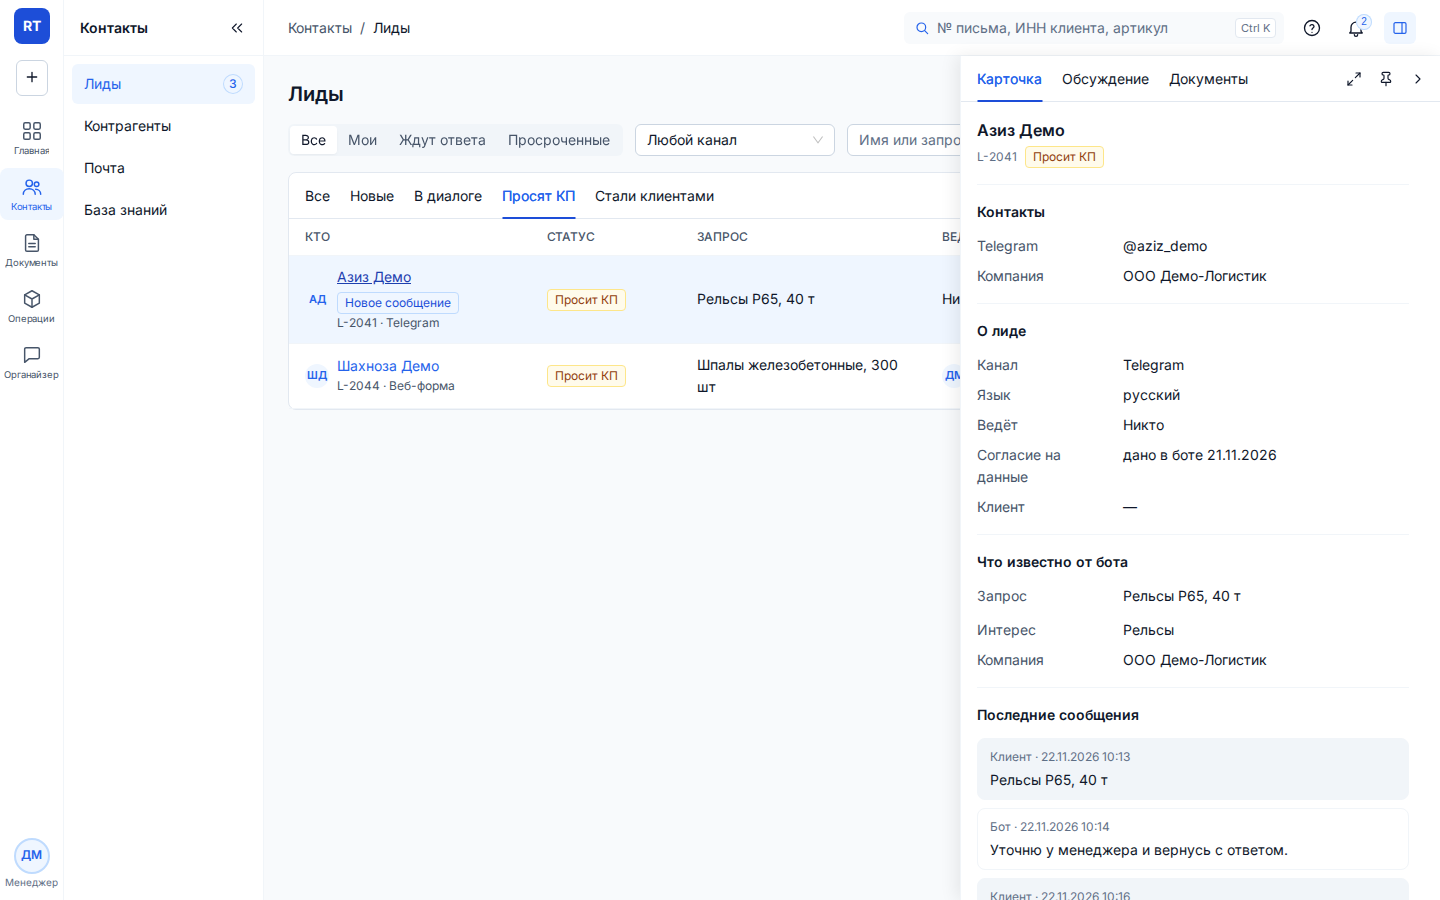 RT
Контакты
Контакты / Лиды
№ письма, ИНН клиента, артикул
Ctrl K
2
Главная
Контакты
Документы
Операции
Органайзер
ДМ
Менеджер
Лиды
3
Контрагенты
Почта
База знаний
Лиды
Все
Мои
Ждут ответа
Просроченные
Любой канал
Имя или запро
Все
Новые
В диалоге
Просят КП
Стали клиентами
КТО
СТАТУС
ЗАПРОС
ВЕД
АД
Азиз Демо
Новое сообщение
L-2041 · Telegram
Просит КП
Рельсы Р65, 40 т
Ни
ШД
Шахноза Демо
L-2044 · Веб-форма
Просит КП
Шпалы железобетонные, 300
шт
ДМ
Карточка
Обсуждение
Документы
Азиз Демо
L-2041
Просит КП
Контакты
Telegram
@aziz_demo
Компания
ООО Демо-Логистик
О лиде
Канал
Telegram
Язык
русский
Ведёт
Никто
Согласие на
данные
дано в боте 21.11.2026
Клиент
—
Что известно от бота
Запрос
Рельсы Р65, 40 т
Интерес
Рельсы
Компания
ООО Демо-Логистик
Последние сообщения
Клиент · 22.11.2026 10:13
Рельсы Р65, 40 т
Бот · 22.11.2026 10:14
Уточню у менеджера и вернусь с ответом.
Клиент · 22.11.2026 10:16